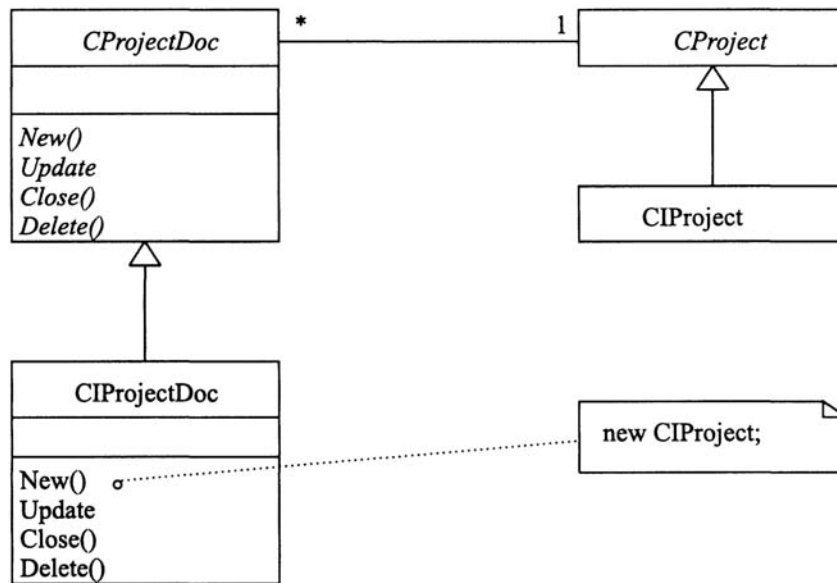 CProjectDoc
*
1
CProject
New()
Update
Close()
Delete()
CIProject
CIProjectDoc
new CIProject;
New()
Update
Close()
Delete()